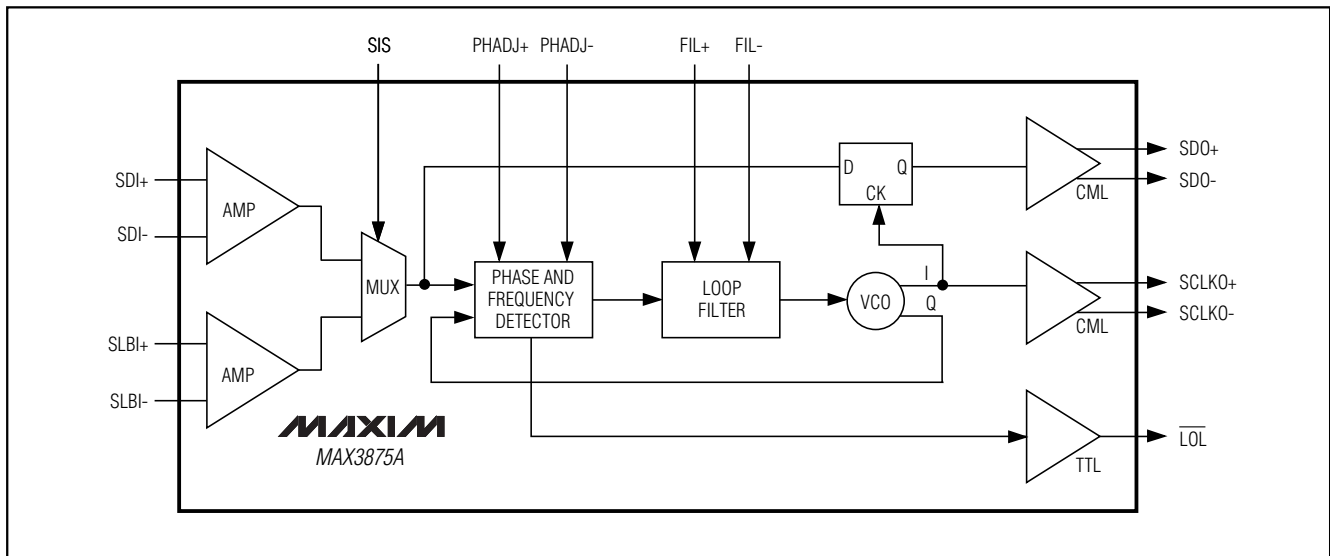 SIS
PHADJ+ PHADJ-
FIL+ FIL-
SDI+
SDI-
AMP
SLBI+
SLBI-
AMP
MUX
PHASE AND
FREQUENCY
DETECTOR
LOOP
FILTER
VCO
I
Q
D Q
CK
CML
SDO+
SDO-
CML
SCLKO+
SCLKO-
TTL
LOL
MAXIM
MAX3875A